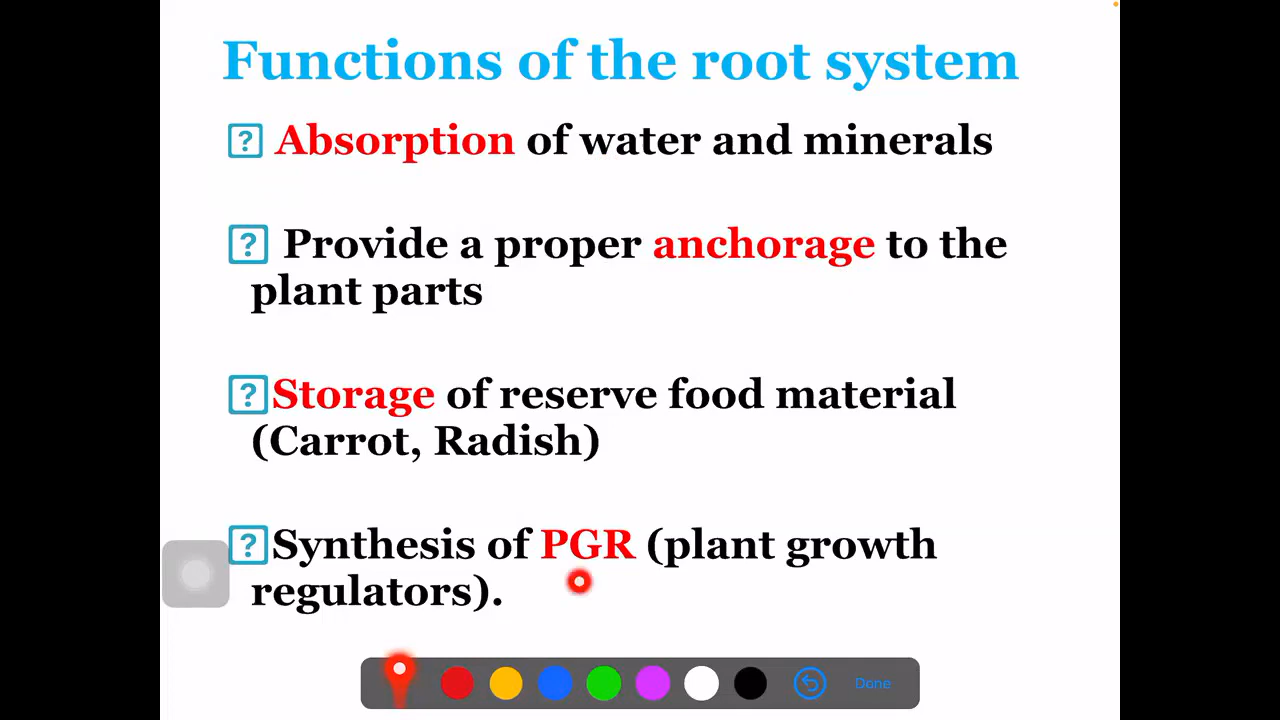 Functions of the root system
Absorption of water and minerals
Provide a proper anchorage to the
plant parts
Storage of reserve food material
(Carrot, Radish)
Synthesis of PGR (plant growth
regulators).
Done